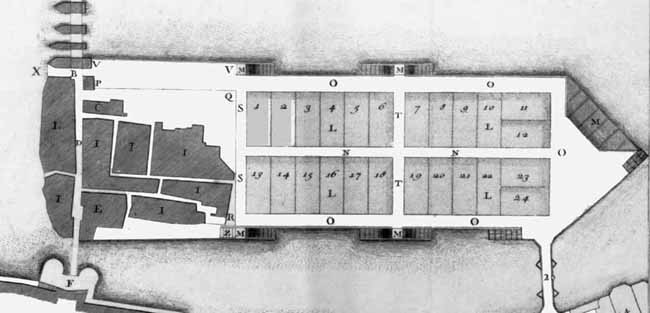 X B V V M M
P
O O
Q
C S 1 2 3 4 5 6 T 7 8 9 10 11
L L 12 M
L D I I I
N N O
S 13 14 15 16 17 18 T 19 20 21 22 23
I E I I L L 24
R O O
Z M M
F 2